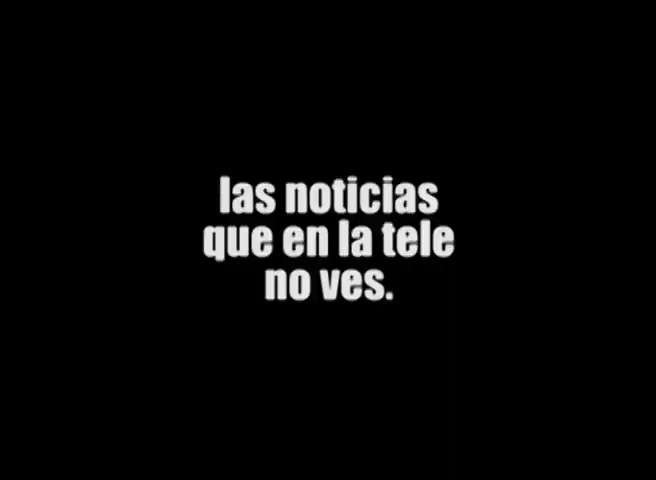 las noticias
que en la tele
no ves.